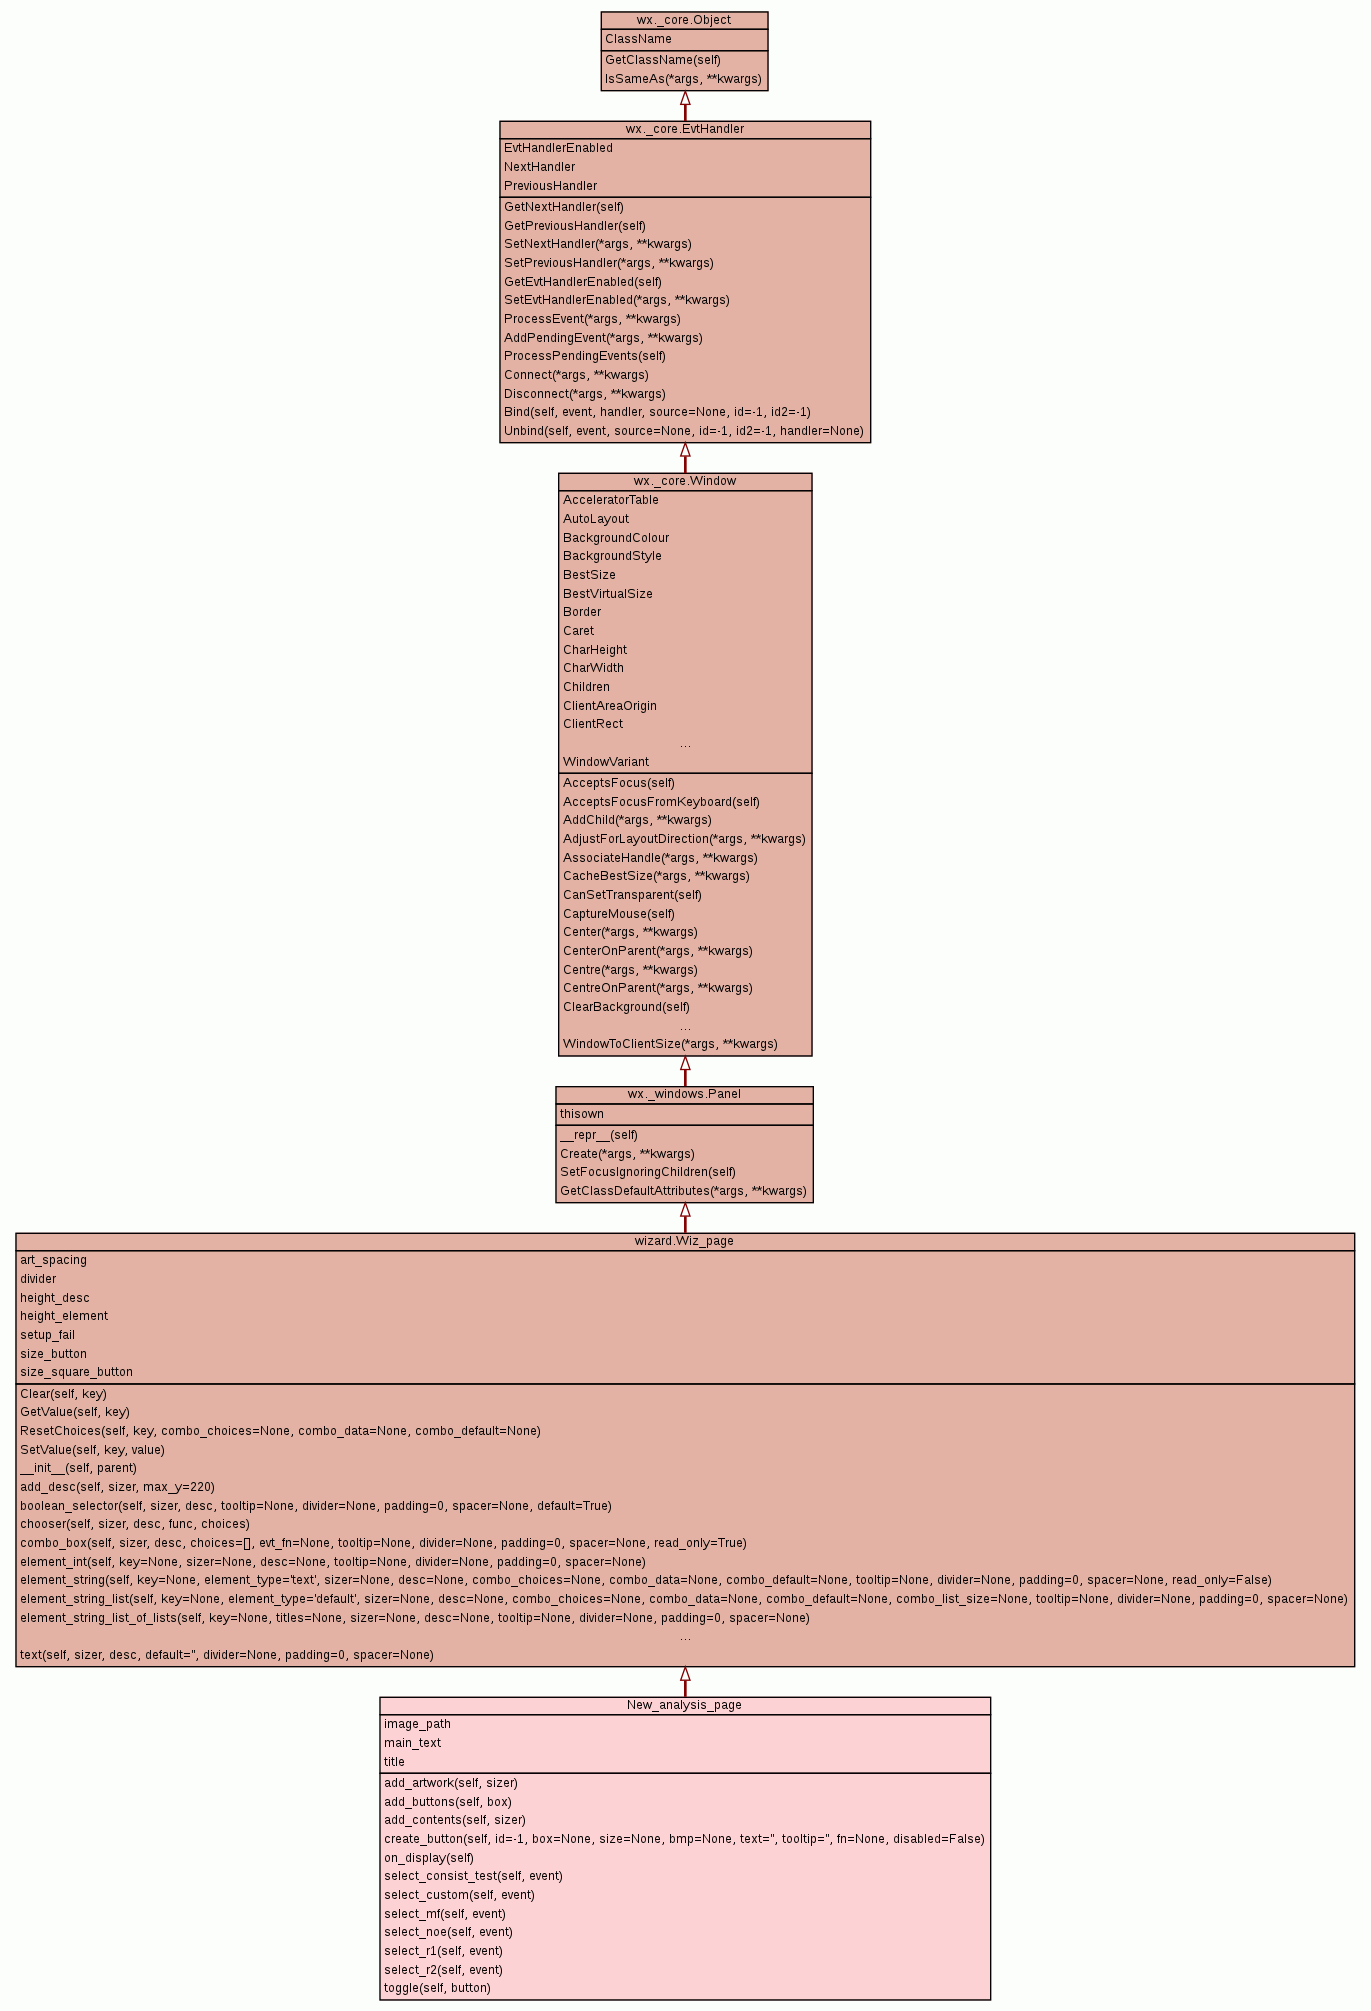 wx._core.Object
ClassName
GetClassName(self)
IsSameAs(*args, **kwargs)
wx._core.EvtHandler
EvtHandlerEnabled
NextHandler
PreviousHandler
GetNextHandler(self)
GetPreviousHandler(self)
SetNextHandler(*args, **kwargs)
SetPreviousHandler(*args, **kwargs)
GetEvtHandlerEnabled(self)
SetEvtHandlerEnabled(*args, **kwargs)
ProcessEvent(*args, **kwargs)
AddPendingEvent(*args, **kwargs)
ProcessPendingEvents(self)
Connect(*args, **kwargs)
Disconnect(*args, **kwargs)
Bind(self, event, handler, source=None, id=-1, id2=-1)
Unbind(self, event, source=None, id=-1, id2=-1, handler=None)
wx._core.Window
AcceleratorTable
AutoLayout
BackgroundColour
BackgroundStyle
BestSize
BestVirtualSize
Border
Caret
CharHeight
CharWidth
Children
ClientAreaOrigin
ClientRect
...
WindowVariant
AcceptsFocus(self)
AcceptsFocusFromKeyboard(self)
AddChild(*args, **kwargs)
AdjustForLayoutDirection(*args, **kwargs)
AssociateHandle(*args, **kwargs)
CacheBestSize(*args, **kwargs)
CanSetTransparent(self)
CaptureMouse(self)
Center(*args, **kwargs)
CenterOnParent(*args, **kwargs)
Centre(*args, **kwargs)
CentreOnParent(*args, **kwargs)
ClearBackground(self)
...
WindowToClientSize(*args, **kwargs)
wx._windows.Panel
thisown
__repr__(self)
Create(*args, **kwargs)
SetFocusIgnoringChildren(self)
GetClassDefaultAttributes(*args, **kwargs)
wizard.Wiz_page
art_spacing
divider
height_desc
height_element
setup_fail
size_button
size_square_button
Clear(self, key)
GetValue(self, key)
ResetChoices(self, key, combo_choices=None, combo_data=None, combo_default=None)
SetValue(self, key, value)
__init__(self, parent)
add_desc(self, sizer, max_y=220)
boolean_selector(self, sizer, desc, tooltip=None, divider=None, padding=0, spacer=None, default=True)
chooser(self, sizer, desc, func, choices)
combo_box(self, sizer, desc, choices=[], evt_fn=None, tooltip=None, divider=None, padding=0, spacer=None, read_only=True)
element_int(self, key=None, sizer=None, desc=None, tooltip=None, divider=None, padding=0, spacer=None)
element_string(self, key=None, element_type='text', sizer=None, desc=None, combo_choices=None, combo_data=None, combo_default=None, tooltip=None, divider=None, padding=0, spacer=None, read_only=False)
element_string_list(self, key=None, element_type='default', sizer=None, desc=None, combo_choices=None, combo_data=None, combo_default=None, combo_list_size=None, tooltip=None, divider=None, padding=0, spacer=None)
element_string_list_of_lists(self, key=None, titles=None, sizer=None, desc=None, tooltip=None, divider=None, padding=0, spacer=None)
...
text(self, sizer, desc, default='', divider=None, padding=0, spacer=None)
New_analysis_page
image_path
main_text
title
add_artwork(self, sizer)
add_buttons(self, box)
add_contents(self, sizer)
create_button(self, id=-1, box=None, size=None, bmp=None, text='', tooltip='', fn=None, disabled=False)
on_display(self)
select_consist_test(self, event)
select_custom(self, event)
select_mf(self, event)
select_noe(self, event)
select_r1(self, event)
select_r2(self, event)
toggle(self, button)